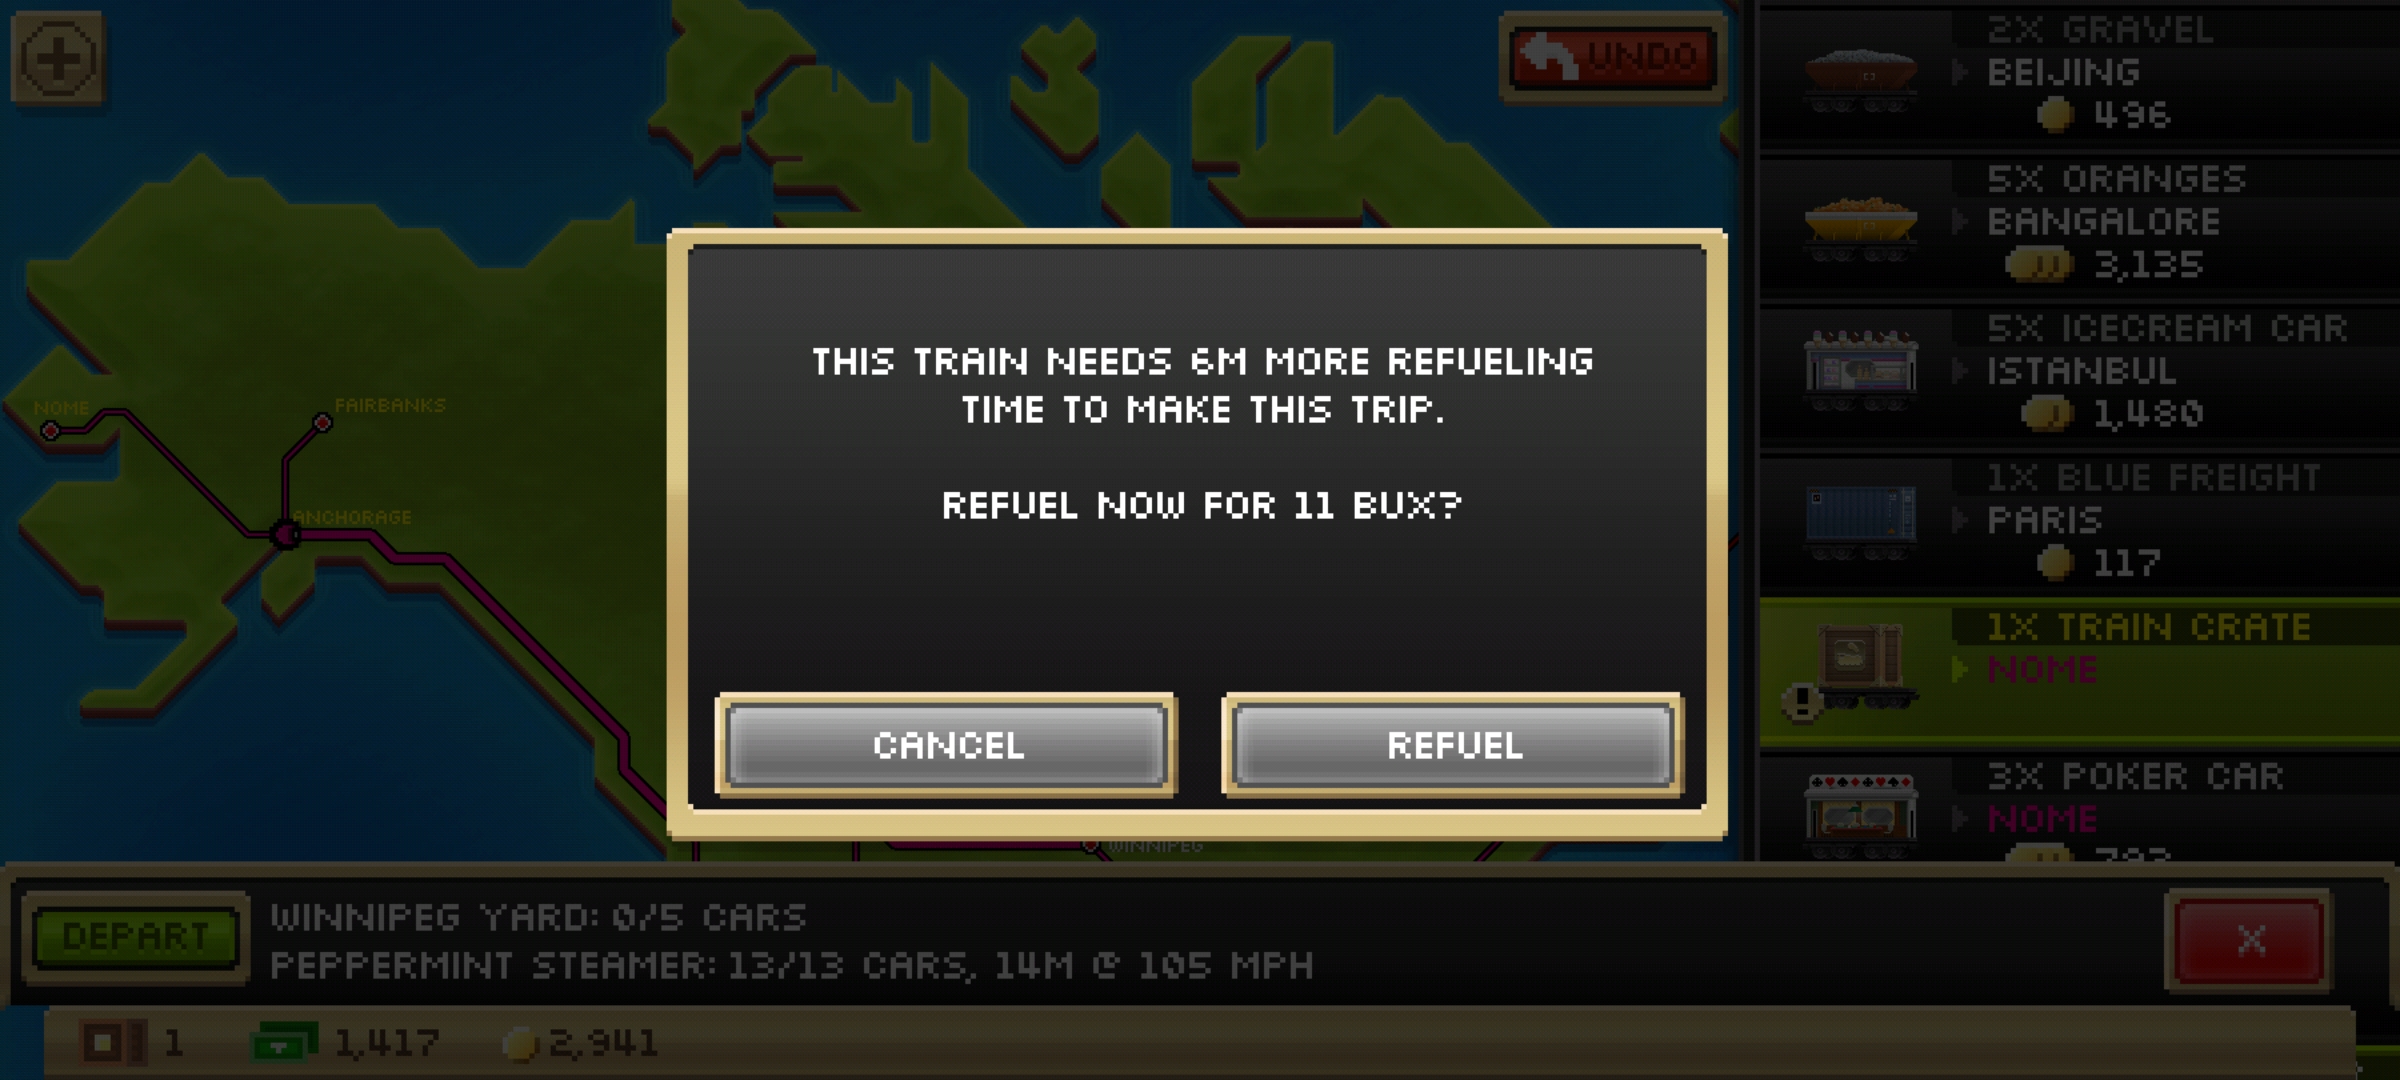 UNDO
2X GRAVEL
BEIJING
496
5X ORANGES
BANGALORE
3,135
5X ICECREAM CAR
ISTANBUL
1,480
1X BLUE FREIGHT
PARIS
117
1X TRAIN CRATE
NOME
3X POKER CAR
NOME
NOME
FAIRBANKS
ANCHORAGE
WINNIPEG
THIS TRAIN NEEDS 6M MORE REFUELING
TIME TO MAKE THIS TRIP.
REFUEL NOW FOR 11 BUX?
CANCEL
REFUEL
DEPART
WINNIPEG YARD: 0/5 CARS
PEPPERMINT STEAMER: 13/13 CARS, 14M @ 105 MPH
X
1
1,417
2,941